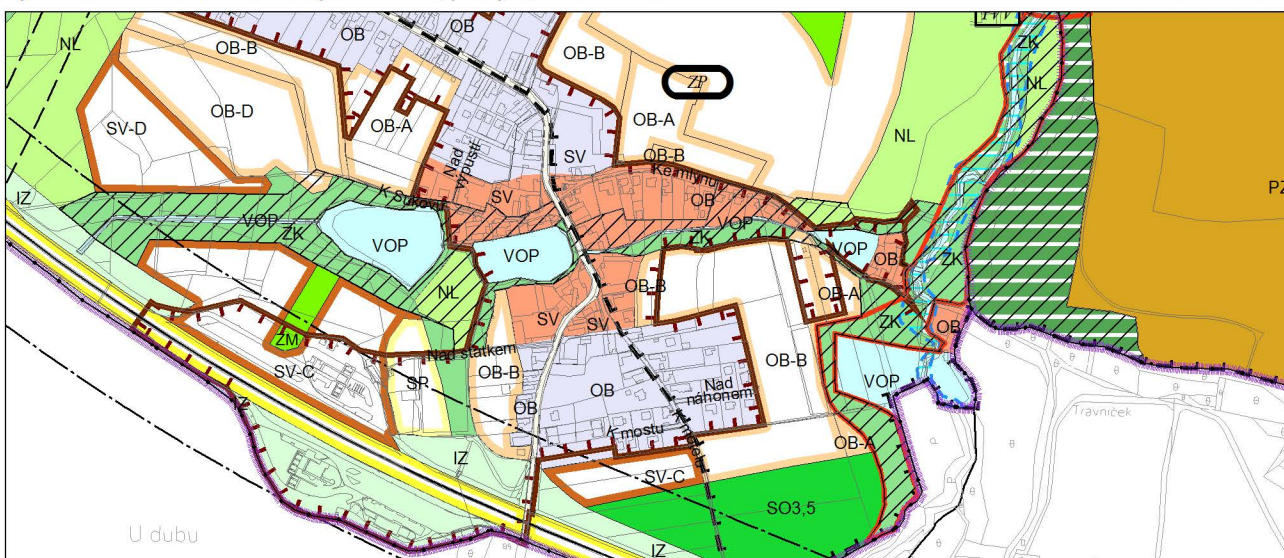 NL
OB-B
OB
OB
OB-B
ZK
NL
ZP
OB-D
SV-D
OB-A
OB-A
NL
Nad
výpustí
SV
OB-B
Ke mlýnu
PZ
IZ
K Sukovu
SV
OB
VOP
ZK
VOP
VOP
VOP
ZK
VOP
OB
ZK
NL
OB-B
OB-A
ZK
OB
ZM
SV
SV
Nad statkem
OB-B
SV-C
SP
OB-B
VOP
OB
Nad
náhonem
Travníček
OB
K mostu
OB-A
IZ
SV-C
SO3,5
U dubu
IZ